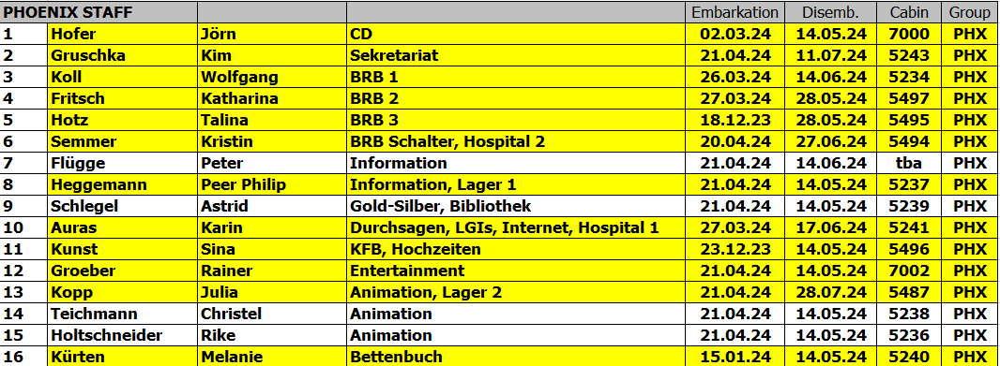 PHOENIX STAFF Embarkation Disemb. Cabin Group
1 Hofer Jörn CD 02.03.24 14.05.24 7000 PHX
2 Gruschka Kim Sekretariat 21.04.24 11.07.24 5243 PHX
3 Koll Wolfgang BRB 1 26.03.24 14.06.24 5234 PHX
4 Fritsch Katharina BRB 2 27.03.24 28.05.24 5497 PHX
5 Hotz Talina BRB 3 18.12.23 28.05.24 5495 PHX
6 Semmer Kristin BRB Schalter, Hospital 2 20.04.24 27.06.24 5494 PHX
7 Flügge Peter Information 21.04.24 14.06.24 tba PHX
8 Heggemann Peer Philip Information, Lager 1 21.04.24 14.05.24 5237 PHX
9 Schlegel Astrid Gold-Silber, Bibliothek 21.04.24 14.05.24 5239 PHX
10 Auras Karin Durchsagen, LGIs, Internet, Hospital 1 27.03.24 17.06.24 5241 PHX
11 Kunst Sina KFB, Hochzeiten 23.12.23 14.05.24 5496 PHX
12 Groeber Rainer Entertainment 21.04.24 14.05.24 7002 PHX
13 Kopp Julia Animation, Lager 2 21.04.24 28.07.24 5487 PHX
14 Teichmann Christel Animation 21.04.24 14.05.24 5238 PHX
15 Holtschneider Rike Animation 21.04.24 14.05.24 5236 PHX
16 Kürten Melanie Bettenbuch 15.01.24 14.05.24 5240 PHX